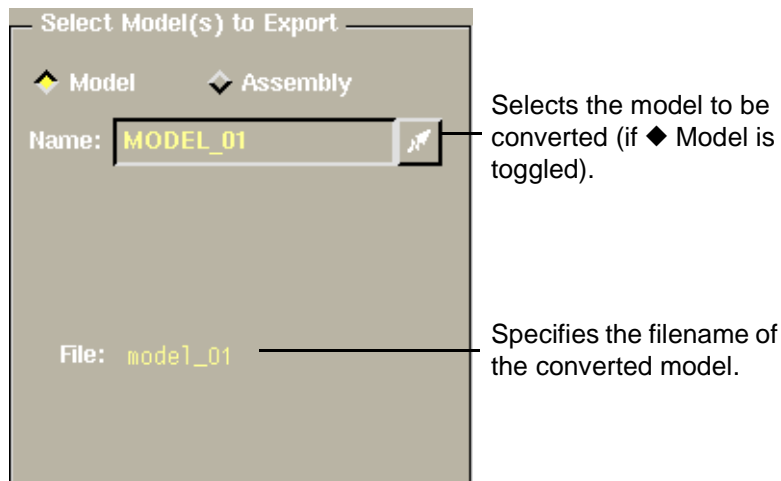 Select Model(s) to Export
Model Assembly
Name: MODEL_01
Selects the model to be
converted (if ◆ Model is
toggled).
File: model_01
Specifies the filename of
the converted model.